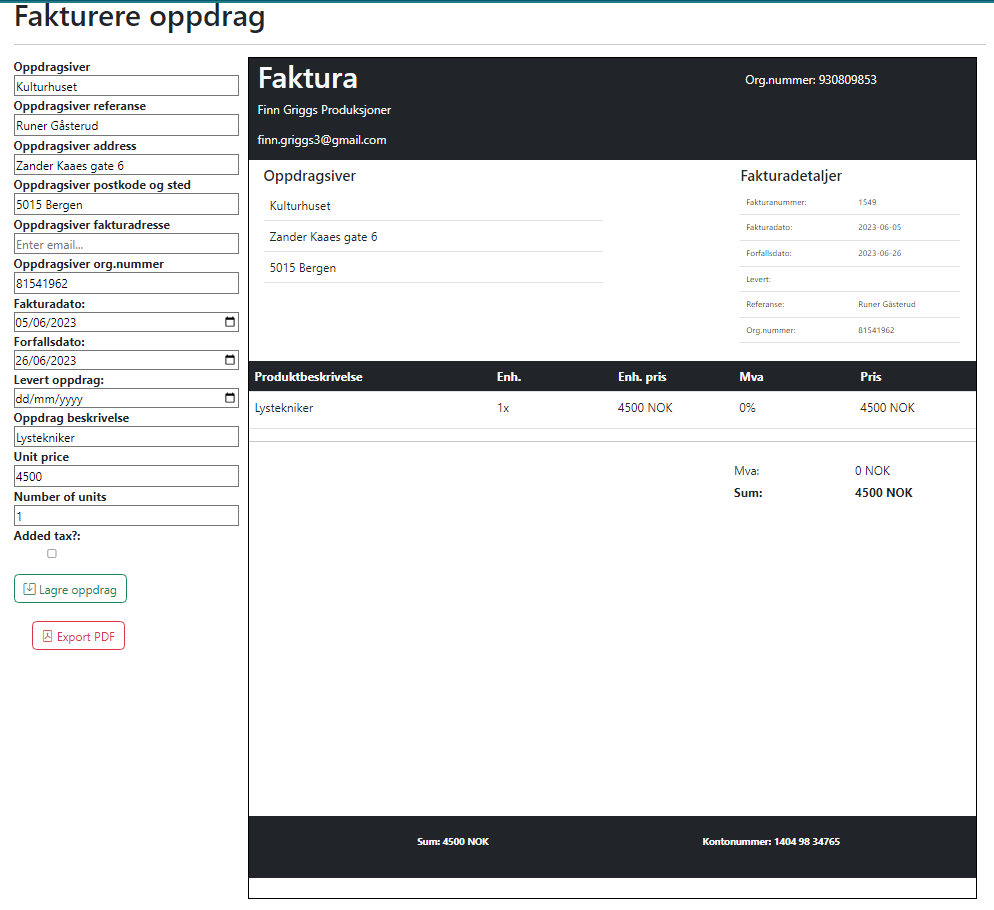 Fakturere oppdrag
Oppdragsiver
Kulturhuset
Oppdragsiver referanse
Runer Gåsterud
Oppdragsiver address
Zander Kaaes gate 6
Oppdragsiver postkode og sted
5015 Bergen
Oppdragsiver fakturadresse
Enter email...
Oppdragsiver org.nummer
81541962
Fakturadato:
05/06/2023
Forfallsdato:
26/06/2023
Levert oppdrag:
dd/mm/yyyy
Oppdrag beskrivelse
Lystekniker
Unit price
4500
Number of units
1
Added tax?:
Lagre oppdrag
Export PDF
Faktura
Org.nummer: 930809853
Finn Griggs Produksjoner
finn.griggs3@gmail.com
Oppdragsiver
Kulturhuset
Zander Kaaes gate 6
5015 Bergen
Fakturadetaljer
Fakturanummer: 1549
Fakturadato: 2023-06-05
Forfallsdato: 2023-06-26
Levert:
Referanse: Runer Gåsterud
Org.nummer: 81541962
Produktbeskrivelse Enh. Enh. pris Mva Pris
Lystekniker 1x 4500 NOK 0% 4500 NOK
Mva: 0 NOK
Sum: 4500 NOK
Sum: 4500 NOK Kontonummer: 1404 98 34765